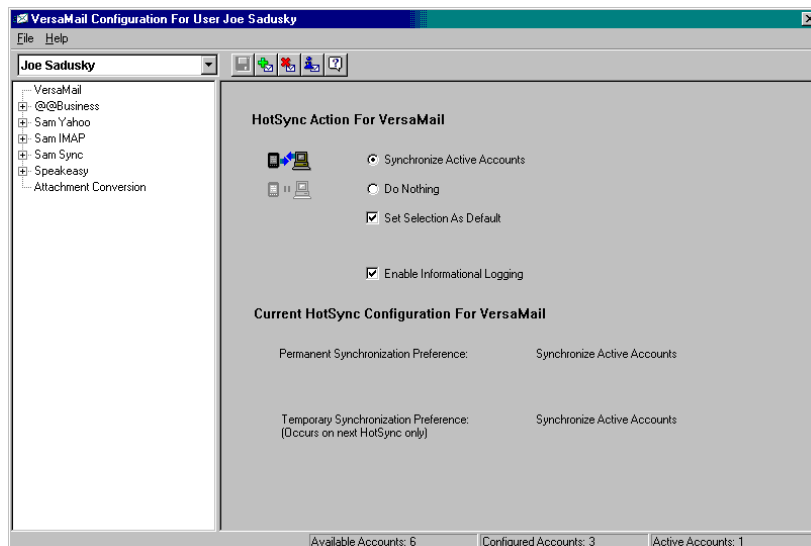 VersaMail Configuration For User Joe Sadusky
File Help
Joe Sadusky
VersaMail
@@Business
Sam Yahoo
Sam IMAP
Sam Sync
Speakeasy
Attachment Conversion
HotSync Action For VersaMail
Synchronize Active Accounts
Do Nothing
Set Selection As Default
Enable Informational Logging
Current HotSync Configuration For VersaMail
Permanent Synchronization Preference: Synchronize Active Accounts
Temporary Synchronization Preference: Synchronize Active Accounts
(Occurs on next HotSync only)
Available Accounts: 6 Configured Accounts: 3 Active Accounts: 1